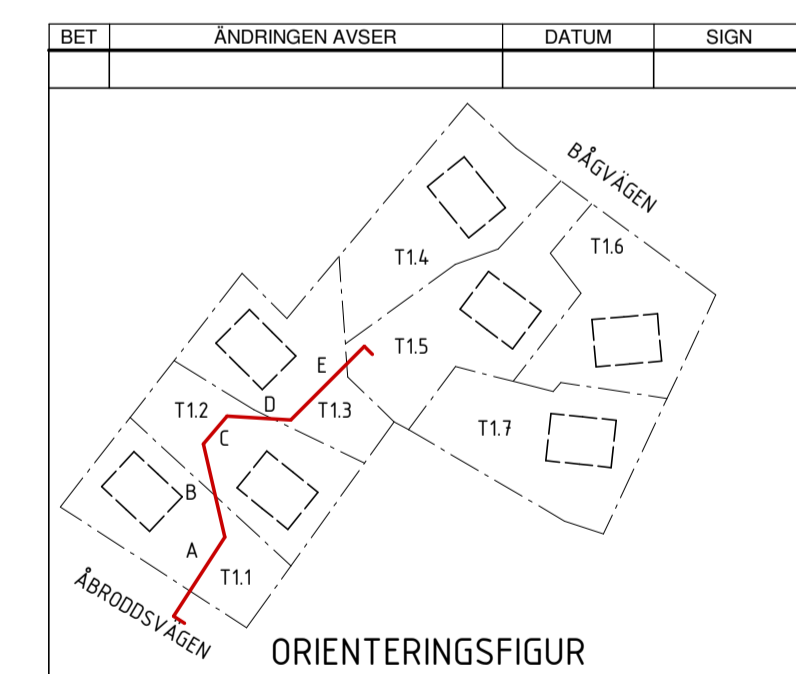 BET ÄNDRINGEN AVSER DATUM SIGN
BÅGVÄGEN
T1.6
T1.4
T1.5
E
D
T1.2
T1.3
C
T1.7
B
A
T1.1
ÅBRODDSVÄGEN
ORIENTERINGSFIGUR